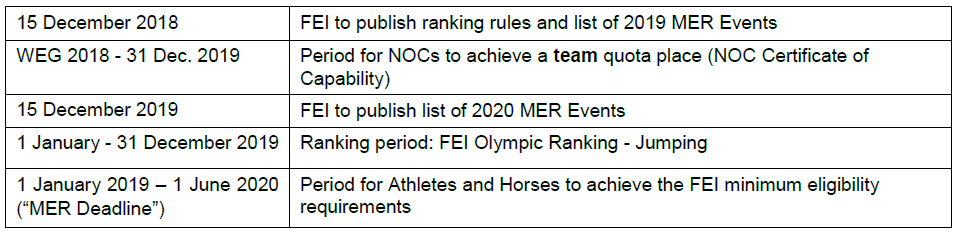 15 December 2018
FEI to publish ranking rules and list of 2019 MER Events
WEG 2018 - 31 Dec. 2019
Period for NOCs to achieve a team quota place (NOC Certificate of
Capability)
15 December 2019
FEI to publish list of 2020 MER Events
1 January - 31 December 2019
Ranking period: FEI Olympic Ranking - Jumping
1 January 2019 – 1 June 2020
(“MER Deadline”)
Period for Athletes and Horses to achieve the FEI minimum eligibility
requirements